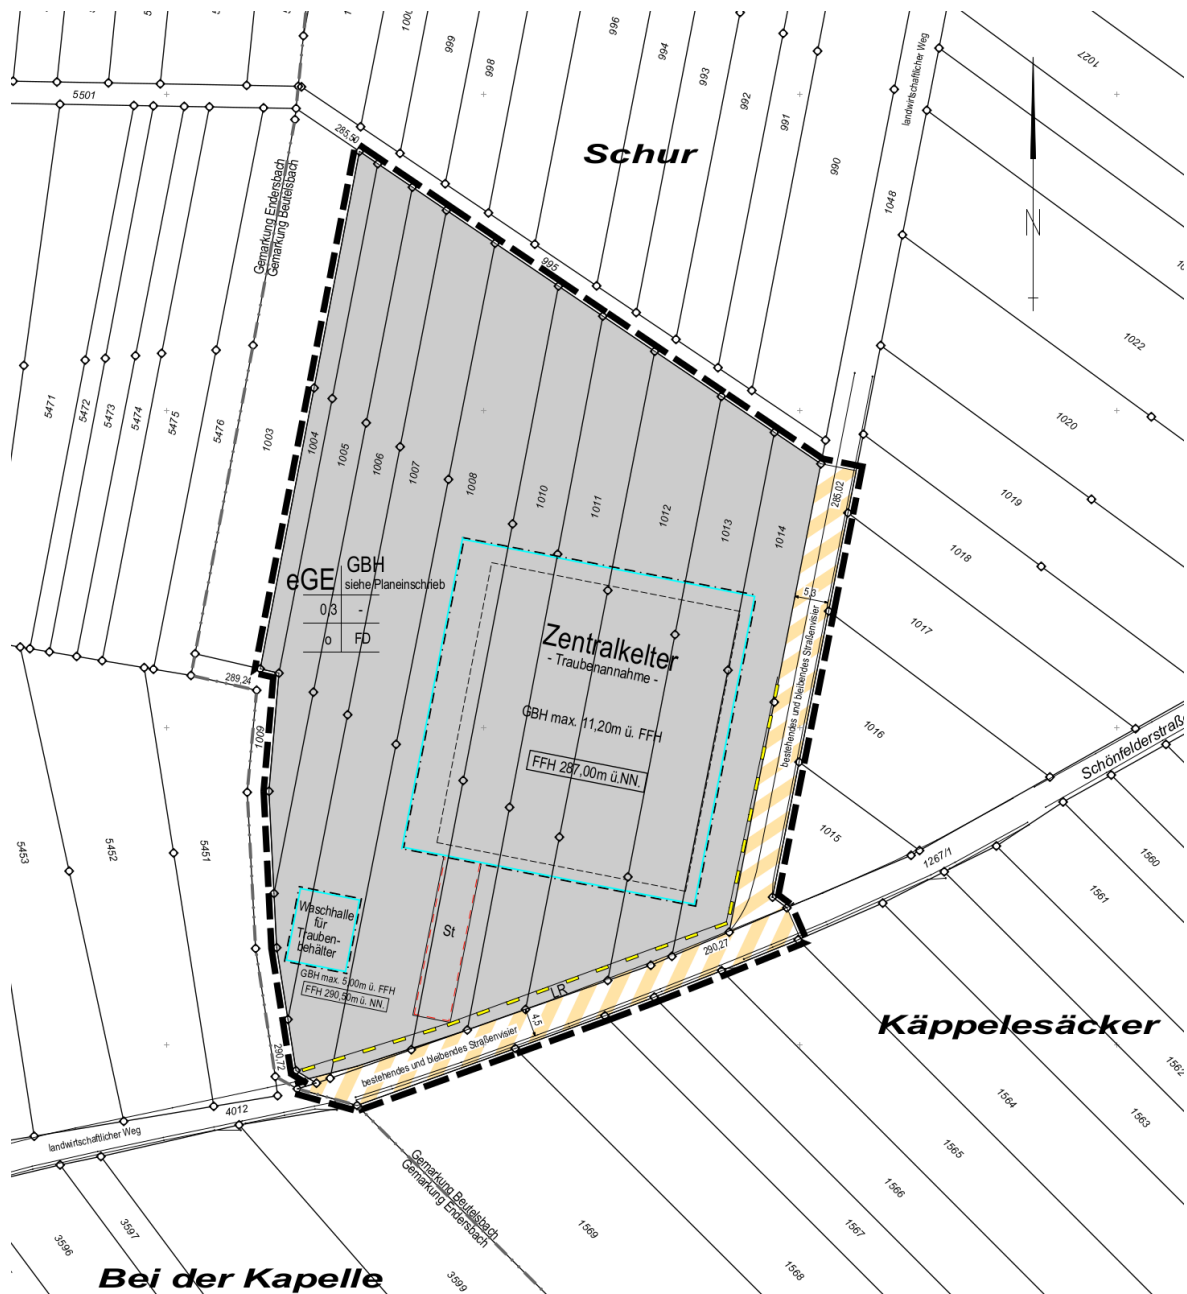 1000
999
998
996
994
993
992
991
990
landwirtschaftlicher Weg
1027
5501
285,50
Schur
Gemarkung Endersbach
Gemarkung Beutelsbach
1048
N
995
1022
5471
5472
5473
5474
5475
5476
1003
1004
1005
1006
1007
1008
1010
1011
1012
1013
1014
285,02
1020
1019
1018
1017
1016
1015
eGE
GBH
siehe Planeinschrieb
0,3
-
o
FD
Zentralkelter
- Traubenannahme -
GBH max. 11,20m ü. FFH
FFH 287,00m ü.NN.
5,3
bestehendes und bleibendes Straßenvisier
289,24
1009
Schönfelderstraße
1267/1
5453
5452
5451
Waschhalle
für
Trauben-
behälter
GBH max. 5,00m ü. FFH
FFH 290,50m ü. NN.
St
LR
4,5
290,27
bestehendes und bleibendes Straßenvisier
290,72
4012
landwirtschaftlicher Weg
Käppelesäcker
1560
1561
1562
1563
1564
1565
1566
1567
1568
1569
Gemarkung Beutelsbach
Gemarkung Endersbach
3596
3597
3599
Bei der Kapelle